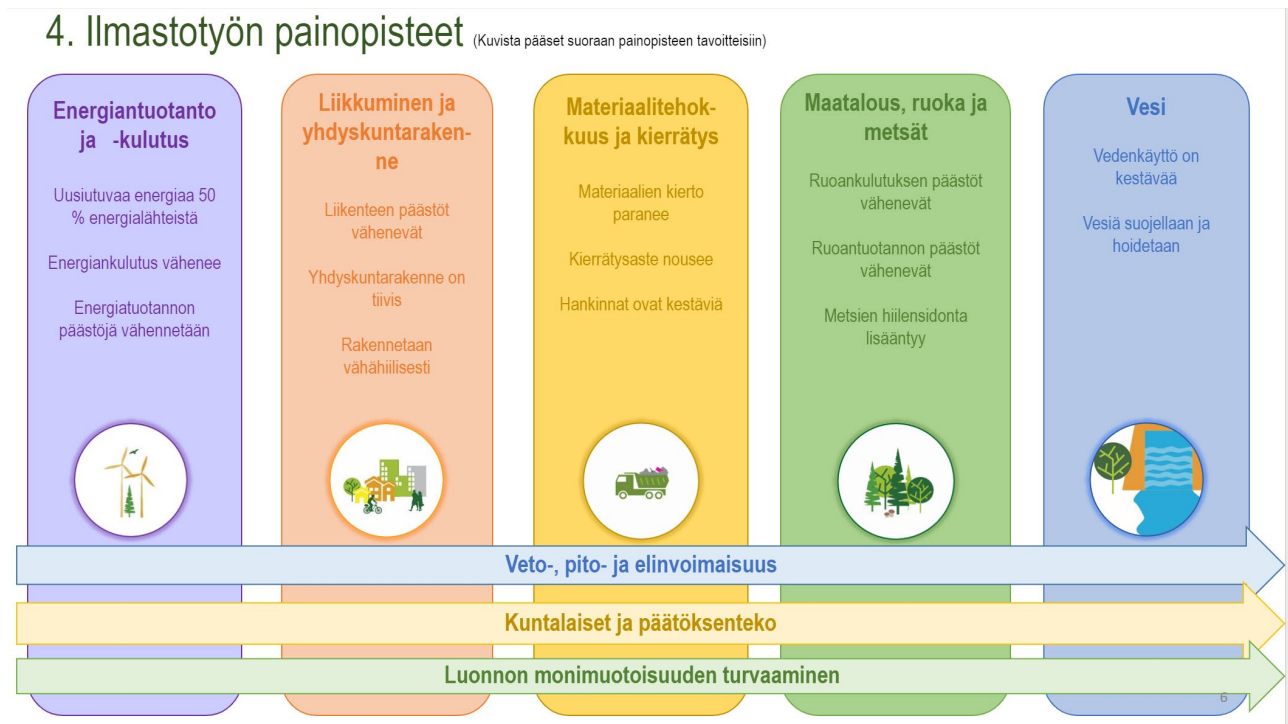 4. Ilmastotyön painopisteet (Kuvista pääset suoraan painopisteen tavoitteisiin)
Energiantuotanto
ja -kulutus
Uusiutuvaa energiaa 50
% energialähteistä
Energiankulutus vähenee
Energiatuotannon
päästöjä vähennetään
Liikkuminen ja
yhdyskuntaraken-
ne
Liikenteen päästöt
vähenevät
Yhdyskuntarakenne on
tiivis
Rakennetaan
vähähiilisesti
Materiaalitehok-
kuus ja kierrätys
Materiaalien kierto
paranee
Kierrätysaste nousee
Hankinnat ovat kestäviä
Maatalous, ruoka ja
metsät
Ruoankulutuksen päästöt
vähenevät
Ruoantuotannon päästöt
vähenevät
Metsien hiilensidonta
lisääntyy
Vesi
Vedenkäyttö on
kestävää
Vesiä suojellaan ja
hoidetaan
Veto-, pito- ja elinvoimaisuus
Kuntalaiset ja päätöksenteko
Luonnon monimuotoisuuden turvaaminen
6